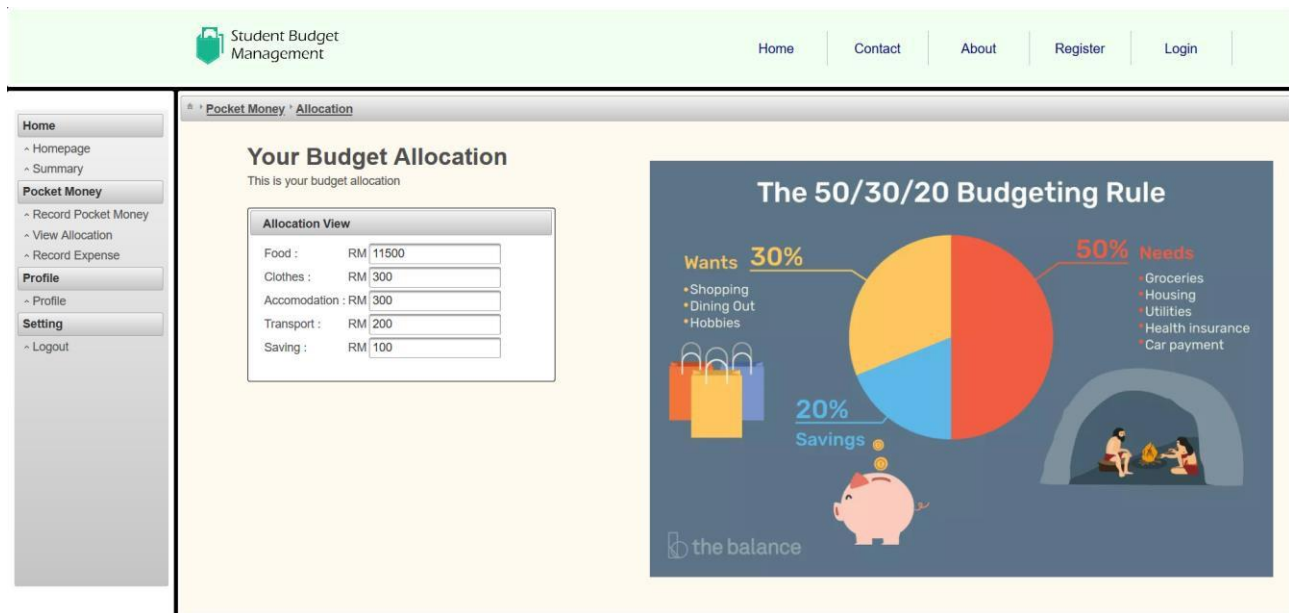 Student Budget
Management
Home Contact About Register Login
Pocket Money Allocation
Home
Homepage
Summary
Pocket Money
Record Pocket Money
View Allocation
Record Expense
Profile
Profile
Setting
Logout
Your Budget Allocation
This is your budget allocation
Allocation View
Food : RM 11500
Clothes : RM 300
Accomodation : RM 300
Transport : RM 200
Saving : RM 100
The 50/30/20 Budgeting Rule
Wants 30%
•Shopping
•Dining Out
•Hobbies
50% Needs
•Groceries
•Housing
•Utilities
•Health insurance
•Car payment
20%
Savings
the balance